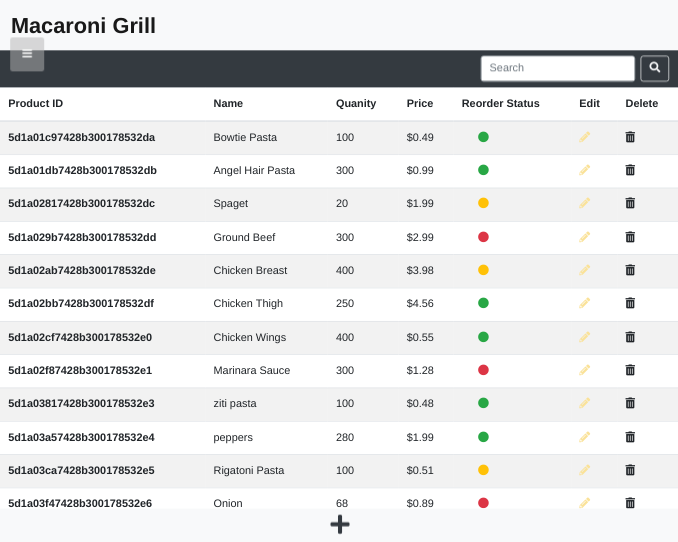 Macaroni Grill
Search
Product ID Name Quanity Price Reorder Status Edit Delete
5d1a01c97428b300178532da Bowtie Pasta 100 $0.49
5d1a01db7428b300178532db Angel Hair Pasta 300 $0.99
5d1a02817428b300178532dc Spaget 20 $1.99
5d1a029b7428b300178532dd Ground Beef 300 $2.99
5d1a02ab7428b300178532de Chicken Breast 400 $3.98
5d1a02bb7428b300178532df Chicken Thigh 250 $4.56
5d1a02cf7428b300178532e0 Chicken Wings 400 $0.55
5d1a02f87428b300178532e1 Marinara Sauce 300 $1.28
5d1a03817428b300178532e3 ziti pasta 100 $0.48
5d1a03a57428b300178532e4 peppers 280 $1.99
5d1a03ca7428b300178532e5 Rigatoni Pasta 100 $0.51
5d1a03f47428b300178532e6 Onion 68 $0.89